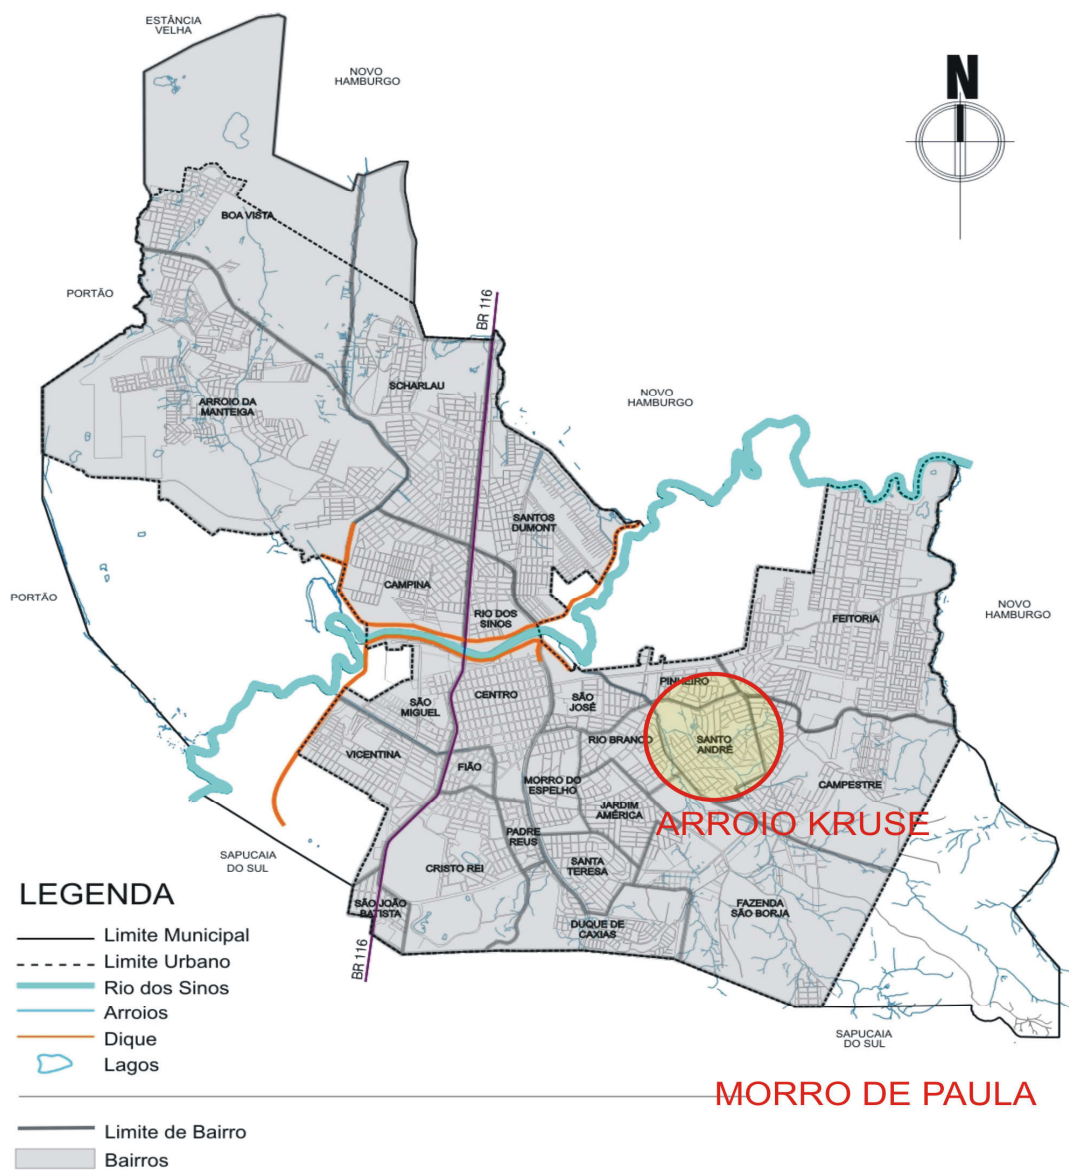 ESTÂNCIA
VELHA
NOVO
HAMBURGO
N
BOA VISTA
PORTÃO
BR 116
SCHARLAU
NOVO
HAMBURGO
ARROIO DA
MANTEIGA
SANTOS
DUMONT
CAMPINA
PORTÃO
RIO DOS
SINOS
FEITORIA
NOVO
HAMBURGO
PINHEIRO
CENTRO
SÃO
JOSÉ
SÃO
MIGUEL
RIO BRANCO
SANTO
ANDRÉ
VICENTINA
FIÃO
MORRO DO
ESPELHO
CAMPESTRE
JARDIM
AMÉRICA
ARROIO KRUSE
PADRE
REUS
SAPUCAIA
DO SUL
CRISTO REI
SANTA
TERESA
SÃO JOÃO
BATISTA
FAZENDA
SÃO BORJA
DUQUE DE
CAXIAS
BR 116
SAPUCAIA
DO SUL
MORRO DE PAULA
LEGENDA
Limite Municipal
Limite Urbano
Rio dos Sinos
Arroios
Dique
Lagos
Limite de Bairro
Bairros